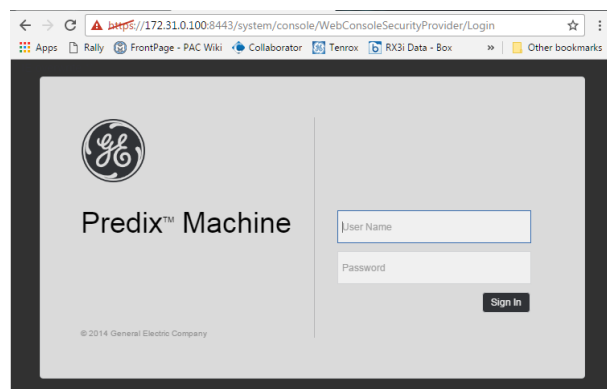 https://172.31.0.100:8443/system/console/WebConsoleSecurityProvider/Login
Apps Rally FrontPage - PAC Wiki Collaborator Tenrox RX3i Data - Box » Other bookmarks
GE
Predix™ Machine
User Name
Password
Sign In
© 2014 General Electric Company